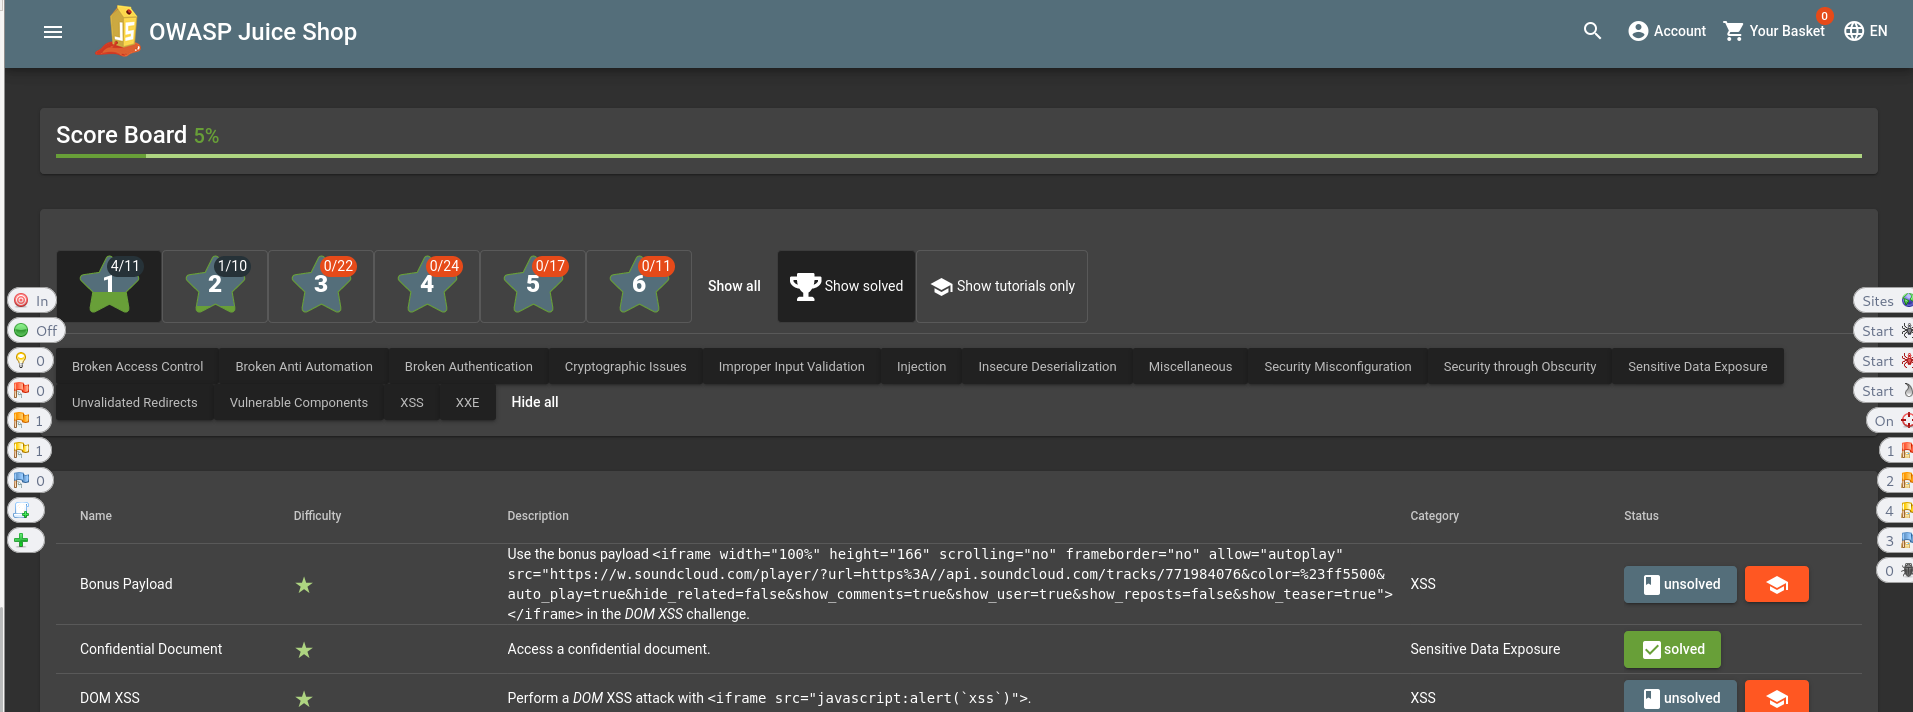 OWASP Juice Shop
Account
Your Basket
0
EN
Score Board 5%
4/11
1
1/10
2
0/22
3
0/24
4
0/17
5
0/11
6
Show all
Show solved
Show tutorials only
In
Off
0
0
1
1
0
Sites
Start
Start
Start
On
1
2
4
3
0
Broken Access Control
Broken Anti Automation
Broken Authentication
Cryptographic Issues
Improper Input Validation
Injection
Insecure Deserialization
Miscellaneous
Security Misconfiguration
Security through Obscurity
Sensitive Data Exposure
Unvalidated Redirects
Vulnerable Components
XSS
XXE
Hide all
Name Difficulty Description Category Status
Bonus Payload
Use the bonus payload <iframe width="100%" height="166" scrolling="no" frameborder="no" allow="autoplay"
src="https://w.soundcloud.com/player/?url=https%3A//api.soundcloud.com/tracks/771984076&color=%23ff5500&
auto_play=true&hide_related=false&show_comments=true&show_user=true&show_reposts=false&show_teaser=true">
</iframe> in the DOM XSS challenge.
XSS
unsolved
Confidential Document
Access a confidential document.
Sensitive Data Exposure
solved
DOM XSS
Perform a DOM XSS attack with <iframe src="javascript:alert(`xss`)">.
XSS
unsolved